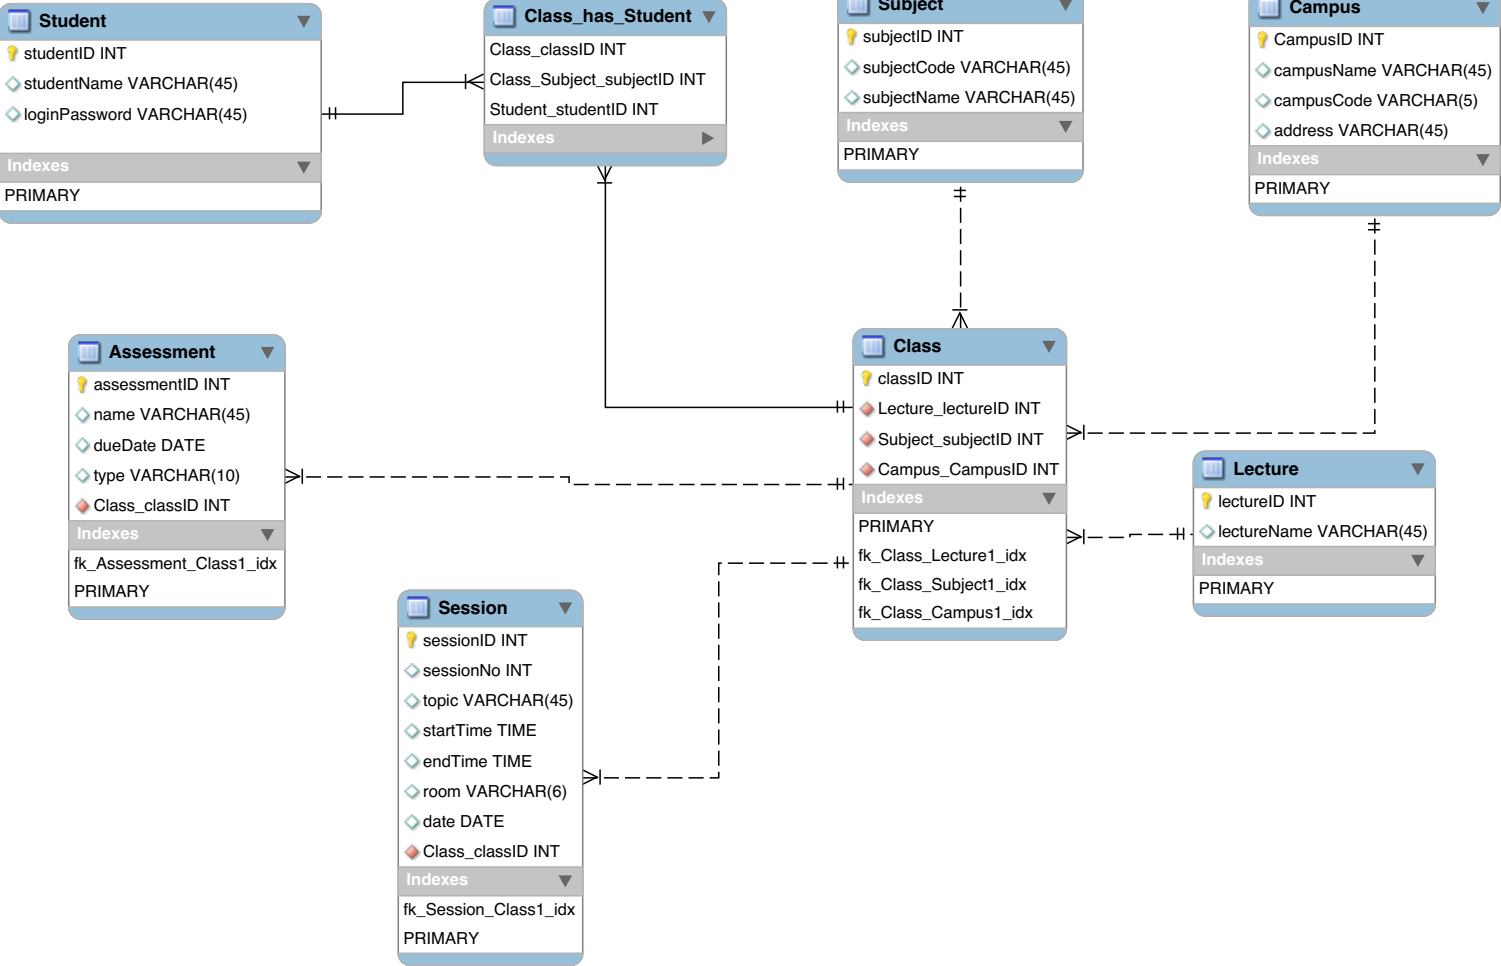 Student
studentID INT
studentName VARCHAR(45)
loginPassword VARCHAR(45)
Indexes
PRIMARY
Class_has_Student
Class_classID INT
Class_Subject_subjectID INT
Student_studentID INT
Indexes
Subject
subjectID INT
subjectCode VARCHAR(45)
subjectName VARCHAR(45)
Indexes
PRIMARY
Campus
CampusID INT
campusName VARCHAR(45)
campusCode VARCHAR(5)
address VARCHAR(45)
Indexes
PRIMARY
Assessment
assessmentID INT
name VARCHAR(45)
dueDate DATE
type VARCHAR(10)
Class_classID INT
Indexes
fk_Assessment_Class1_idx
PRIMARY
Class
classID INT
Lecture_lectureID INT
Subject_subjectID INT
Campus_CampusID INT
Indexes
PRIMARY
fk_Class_Lecture1_idx
fk_Class_Subject1_idx
fk_Class_Campus1_idx
Lecture
lectureID INT
lectureName VARCHAR(45)
Indexes
PRIMARY
Session
sessionID INT
sessionNo INT
topic VARCHAR(45)
startTime TIME
endTime TIME
room VARCHAR(6)
date DATE
Class_classID INT
Indexes
fk_Session_Class1_idx
PRIMARY